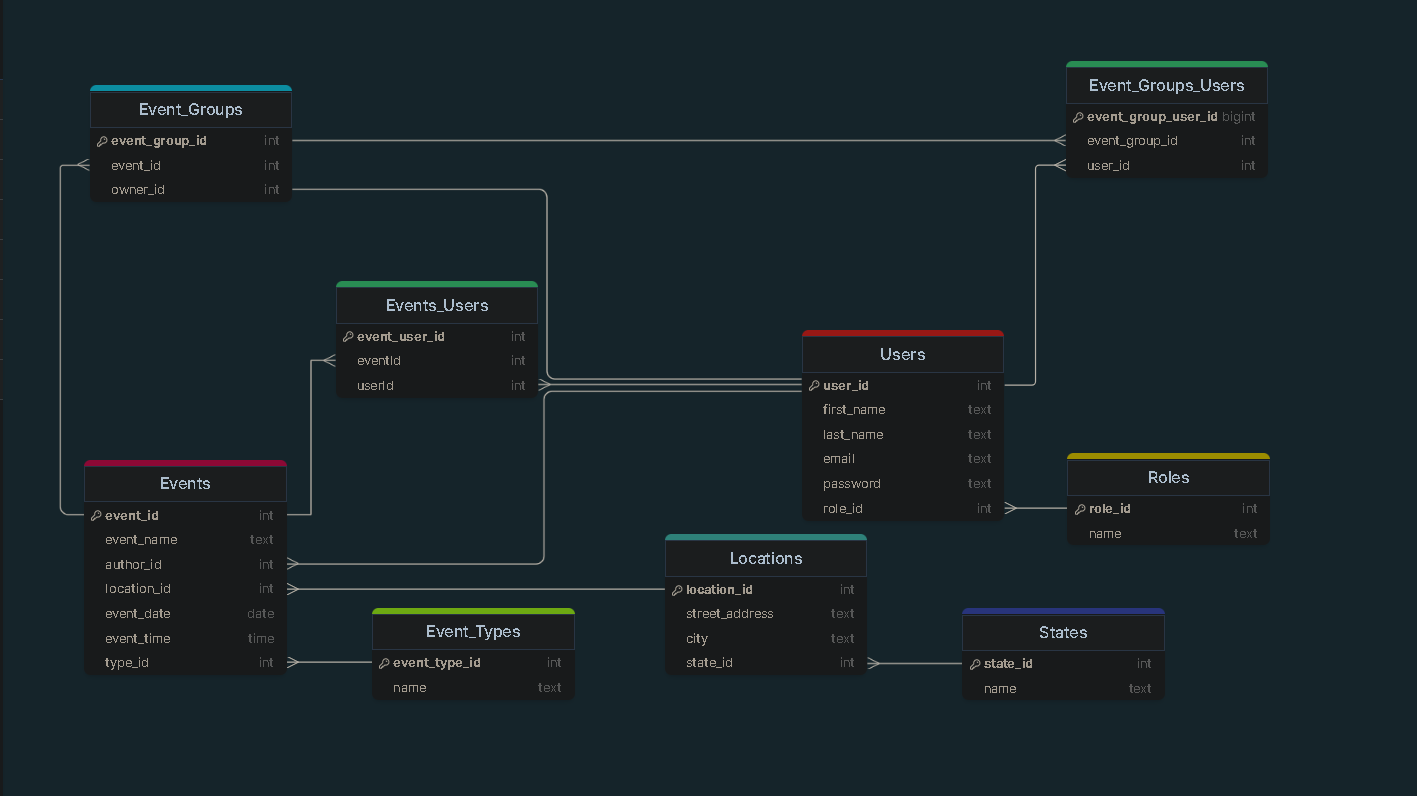 Event_Groups
event_group_id int
event_id int
owner_id int
Event_Groups_Users
event_group_user_id bigint
event_group_id int
user_id int
Events_Users
event_user_id int
eventId int
userId int
Users
user_id int
first_name text
last_name text
email text
password text
role_id int
Events
event_id int
event_name text
author_id int
location_id int
event_date date
event_time time
type_id int
Roles
role_id int
name text
Locations
location_id int
street_address text
city text
state_id int
Event_Types
event_type_id int
name text
States
state_id int
name text